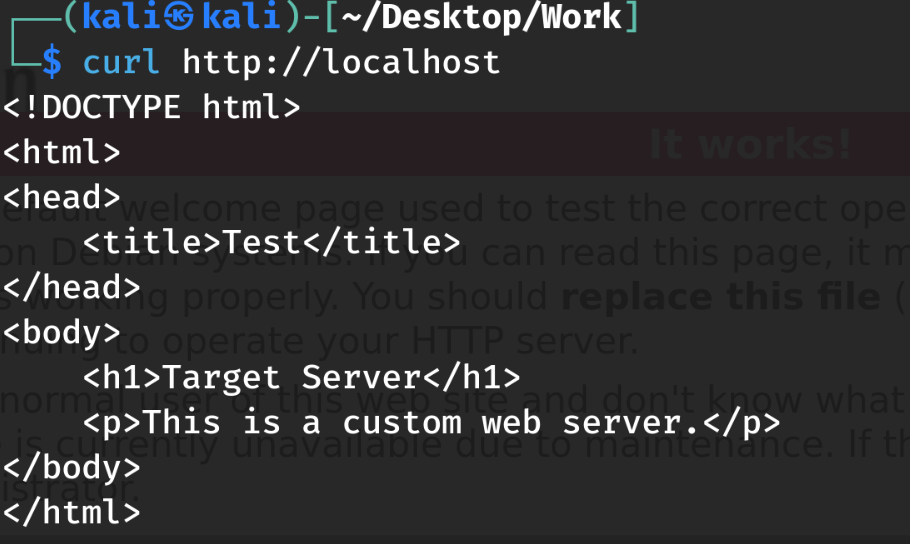 ┌──(kali㉿kali)-[~/Desktop/Work]
└─$ curl http://localhost
<!DOCTYPE html>
<html>
It works!
<head>
efault welcome page used to test the correct ope
    <title>Test</title>
on Debian systems. If you can read this page, it m
</head>
s working properly. You should replace this file (
<body>
nding to operate your HTTP server.
    <h1>Target Server</h1>
normal user of this web site and don't know what
    <p>This is a custom web server.</p>
is currently unavailable due to maintenance. If th
</body>
istrator.
</html>